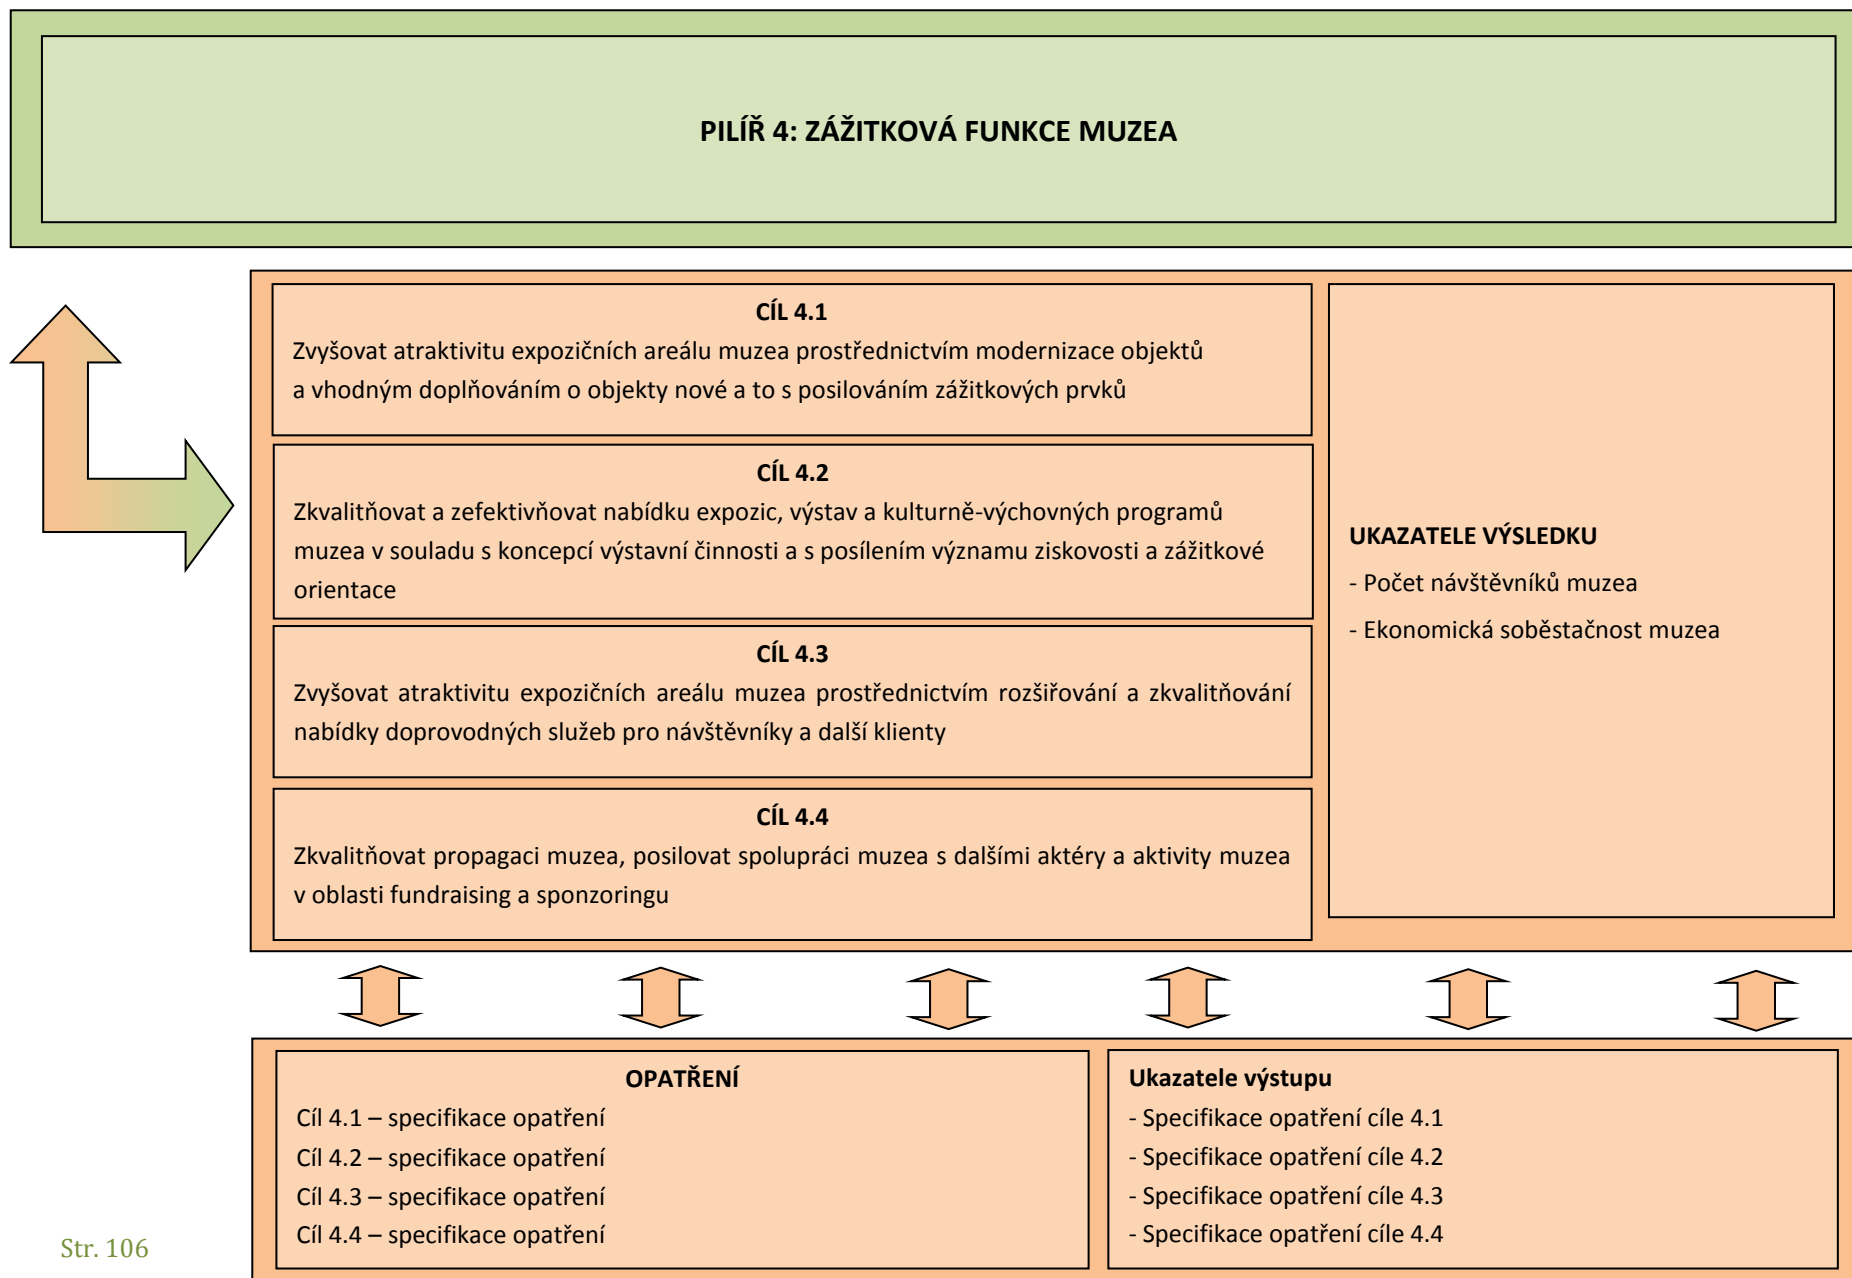 PILÍŘ 4: ZÁŽITKOVÁ FUNKCE MUZEA
CÍL 4.1
Zvyšovat atraktivitu expozičních areálu muzea prostřednictvím modernizace objektů
a vhodným doplňováním o objekty nové a to s posilováním zážitkových prvků
CÍL 4.2
Zkvalitňovat a zefektivňovat nabídku expozic, výstav a kulturně-výchovných programů
muzea v souladu s koncepcí výstavní činnosti a s posílením významu ziskovosti a zážitkové
orientace
CÍL 4.3
Zvyšovat atraktivitu expozičních areálu muzea prostřednictvím rozšiřování a zkvalitňování
nabídky doprovodných služeb pro návštěvníky a další klienty
CÍL 4.4
Zkvalitňovat propagaci muzea, posilovat spolupráci muzea s dalšími aktéry a aktivity muzea
v oblasti fundraising a sponzoringu
UKAZATELE VÝSLEDKU
- Počet návštěvníků muzea
- Ekonomická soběstačnost muzea
OPATŘENÍ
Cíl 4.1 – specifikace opatření
Cíl 4.2 – specifikace opatření
Cíl 4.3 – specifikace opatření
Cíl 4.4 – specifikace opatření
Ukazatele výstupu
- Specifikace opatření cíle 4.1
- Specifikace opatření cíle 4.2
- Specifikace opatření cíle 4.3
- Specifikace opatření cíle 4.4
Str. 106